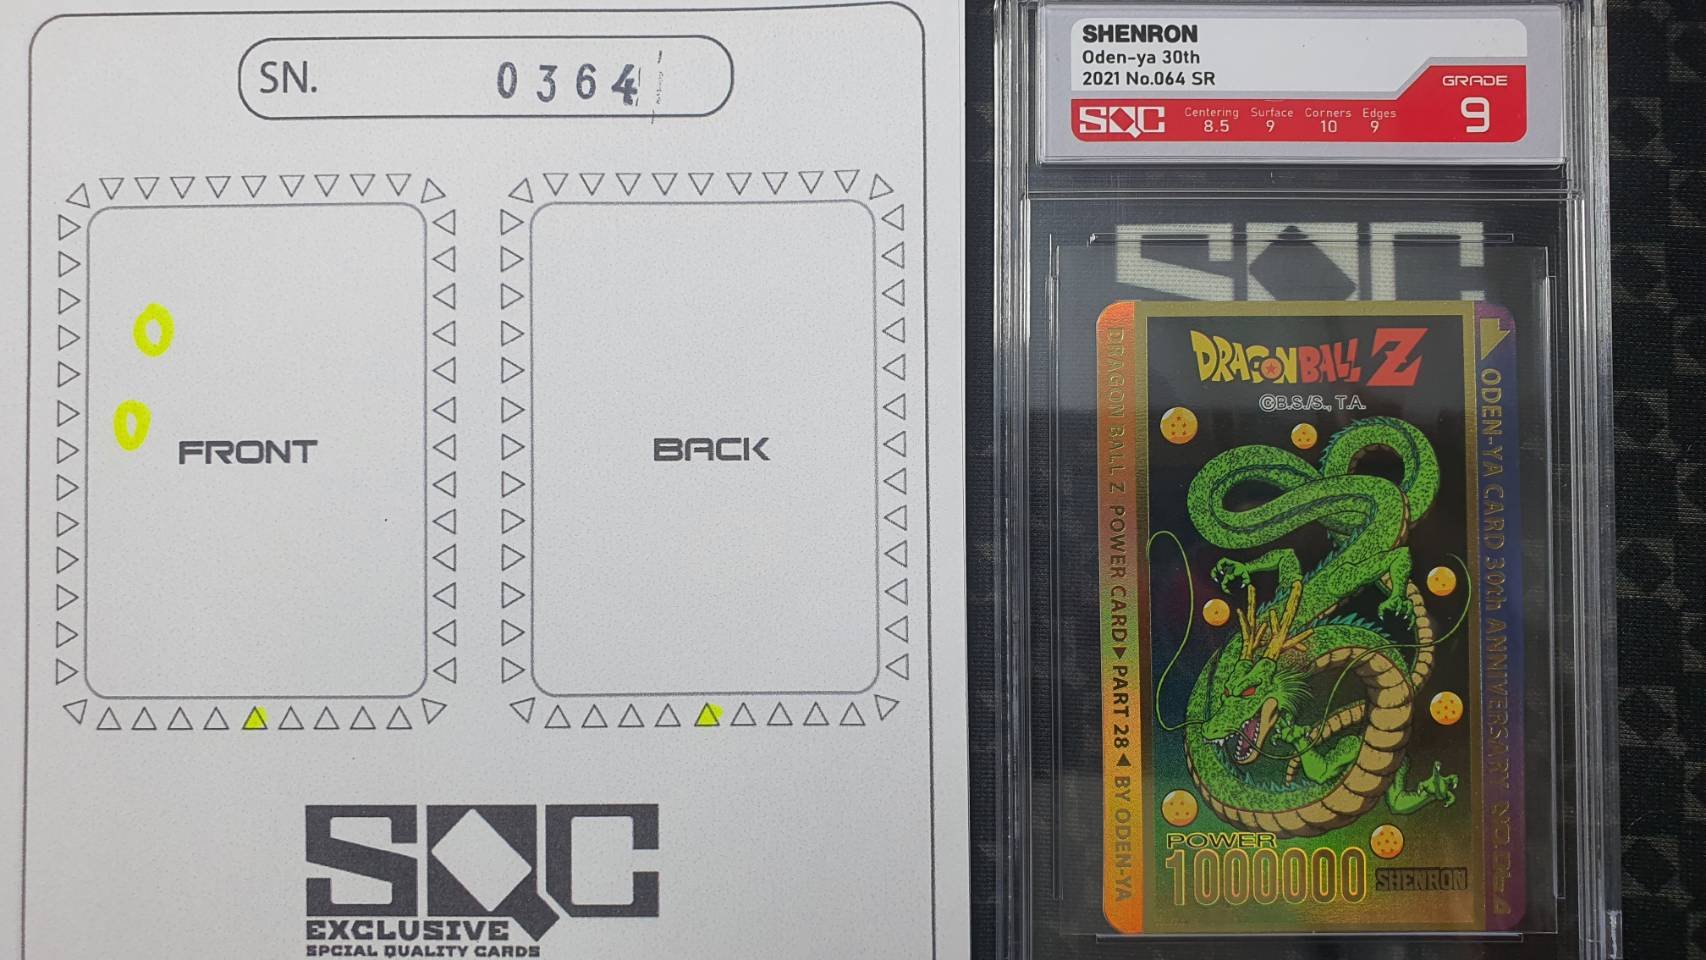 SN. 0364
FRONT
BACK
SQC
EXCLUSIVE
SPCIAL QUALITY CARDS
SHENRON
Oden-ya 30th
2021 No.064 SR
GRADE
9
SQC
Centering Surface Corners Edges
8.5 9 10 9
SQC
DRAGON BALL Z POWER CARD▶ PART 28◀ BY ODEN-YA
DRAGONBALL Z
©B.S./S., T.A.
POWER
1000000
SHENRON
ODEN-YA CARD 30th ANNIVERSARY